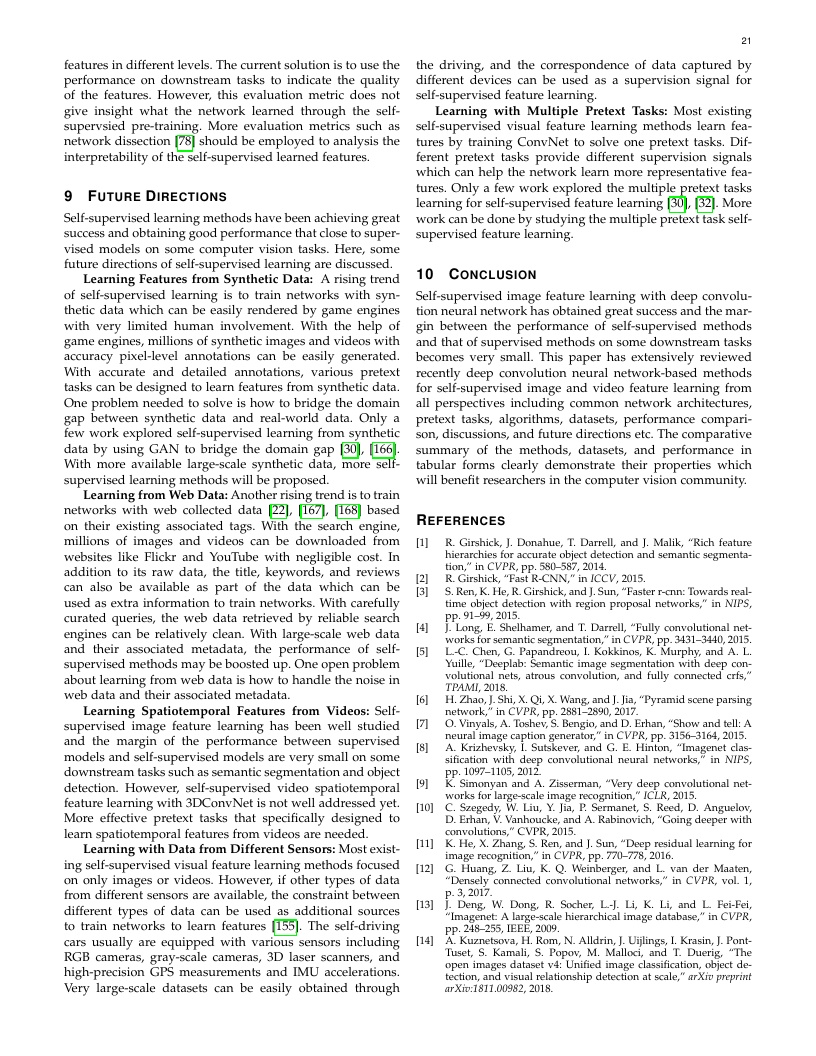 21
features in different levels. The current solution is to use the
performance on downstream tasks to indicate the quality
of the features. However, this evaluation metric does not
give insight what the network learned through the self-
supervsied pre-training. More evaluation metrics such as
network dissection [78] should be employed to analysis the
interpretability of the self-supervised learned features.
9 FUTURE DIRECTIONS
Self-supervised learning methods have been achieving great
success and obtaining good performance that close to super-
vised models on some computer vision tasks. Here, some
future directions of self-supervised learning are discussed.
Learning Features from Synthetic Data: A rising trend
of self-supervised learning is to train networks with syn-
thetic data which can be easily rendered by game engines
with very limited human involvement. With the help of
game engines, millions of synthetic images and videos with
accuracy pixel-level annotations can be easily generated.
With accurate and detailed annotations, various pretext
tasks can be designed to learn features from synthetic data.
One problem needed to solve is how to bridge the domain
gap between synthetic data and real-world data. Only a
few work explored self-supervised learning from synthetic
data by using GAN to bridge the domain gap [30], [166].
With more available large-scale synthetic data, more self-
supervised learning methods will be proposed.
Learning from Web Data: Another rising trend is to train
networks with web collected data [22], [167], [168] based
on their existing associated tags. With the search engine,
millions of images and videos can be downloaded from
websites like Flickr and YouTube with negligible cost. In
addition to its raw data, the title, keywords, and reviews
can also be available as part of the data which can be
used as extra information to train networks. With carefully
curated queries, the web data retrieved by reliable search
engines can be relatively clean. With large-scale web data
and their associated metadata, the performance of self-
supervised methods may be boosted up. One open problem
about learning from web data is how to handle the noise in
web data and their associated metadata.
Learning Spatiotemporal Features from Videos: Self-
supervised image feature learning has been well studied
and the margin of the performance between supervised
models and self-supervised models are very small on some
downstream tasks such as semantic segmentation and object
detection. However, self-supervised video spatiotemporal
feature learning with 3DConvNet is not well addressed yet.
More effective pretext tasks that specifically designed to
learn spatiotemporal features from videos are needed.
Learning with Data from Different Sensors: Most exist-
ing self-supervised visual feature learning methods focused
on only images or videos. However, if other types of data
from different sensors are available, the constraint between
different types of data can be used as additional sources
to train networks to learn features [155]. The self-driving
cars usually are equipped with various sensors including
RGB cameras, gray-scale cameras, 3D laser scanners, and
high-precision GPS measurements and IMU accelerations.
Very large-scale datasets can be easily obtained through
the driving, and the correspondence of data captured by
different devices can be used as a supervision signal for
self-supervised feature learning.
Learning with Multiple Pretext Tasks: Most existing
self-supervised visual feature learning methods learn fea-
tures by training ConvNet to solve one pretext tasks. Dif-
ferent pretext tasks provide different supervision signals
which can help the network learn more representative fea-
tures. Only a few work explored the multiple pretext tasks
learning for self-supervised feature learning [30], [32]. More
work can be done by studying the multiple pretext task self-
supervised feature learning.
10 CONCLUSION
Self-supervised image feature learning with deep convolu-
tion neural network has obtained great success and the mar-
gin between the performance of self-supervised methods
and that of supervised methods on some downstream tasks
becomes very small. This paper has extensively reviewed
recently deep convolution neural network-based methods
for self-supervised image and video feature learning from
all perspectives including common network architectures,
pretext tasks, algorithms, datasets, performance compari-
son, discussions, and future directions etc. The comparative
summary of the methods, datasets, and performance in
tabular forms clearly demonstrate their properties which
will benefit researchers in the computer vision community.
REFERENCES
[1] R. Girshick, J. Donahue, T. Darrell, and J. Malik, “Rich feature
hierarchies for accurate object detection and semantic segmenta-
tion,” in CVPR, pp. 580–587, 2014.
[2] R. Girshick, “Fast R-CNN,” in ICCV, 2015.
[3] S. Ren, K. He, R. Girshick, and J. Sun, “Faster r-cnn: Towards real-
time object detection with region proposal networks,” in NIPS,
pp. 91–99, 2015.
[4] J. Long, E. Shelhamer, and T. Darrell, “Fully convolutional net-
works for semantic segmentation,” in CVPR, pp. 3431–3440, 2015.
[5] L.-C. Chen, G. Papandreou, I. Kokkinos, K. Murphy, and A. L.
Yuille, “Deeplab: Semantic image segmentation with deep con-
volutional nets, atrous convolution, and fully connected crfs,”
TPAMI, 2018.
[6] H. Zhao, J. Shi, X. Qi, X. Wang, and J. Jia, “Pyramid scene parsing
network,” in CVPR, pp. 2881–2890, 2017.
[7] O. Vinyals, A. Toshev, S. Bengio, and D. Erhan, “Show and tell: A
neural image caption generator,” in CVPR, pp. 3156–3164, 2015.
[8] A. Krizhevsky, I. Sutskever, and G. E. Hinton, “Imagenet clas-
sification with deep convolutional neural networks,” in NIPS,
pp. 1097–1105, 2012.
[9] K. Simonyan and A. Zisserman, “Very deep convolutional net-
works for large-scale image recognition,” ICLR, 2015.
[10] C. Szegedy, W. Liu, Y. Jia, P. Sermanet, S. Reed, D. Anguelov,
D. Erhan, V. Vanhoucke, and A. Rabinovich, “Going deeper with
convolutions,” CVPR, 2015.
[11] K. He, X. Zhang, S. Ren, and J. Sun, “Deep residual learning for
image recognition,” in CVPR, pp. 770–778, 2016.
[12] G. Huang, Z. Liu, K. Q. Weinberger, and L. van der Maaten,
“Densely connected convolutional networks,” in CVPR, vol. 1,
p. 3, 2017.
[13] J. Deng, W. Dong, R. Socher, L.-J. Li, K. Li, and L. Fei-Fei,
“Imagenet: A large-scale hierarchical image database,” in CVPR,
pp. 248–255, IEEE, 2009.
[14] A. Kuznetsova, H. Rom, N. Alldrin, J. Uijlings, I. Krasin, J. Pont-
Tuset, S. Kamali, S. Popov, M. Malloci, and T. Duerig, “The
open images dataset v4: Unified image classification, object de-
tection, and visual relationship detection at scale,” arXiv preprint
arXiv:1811.00982, 2018.